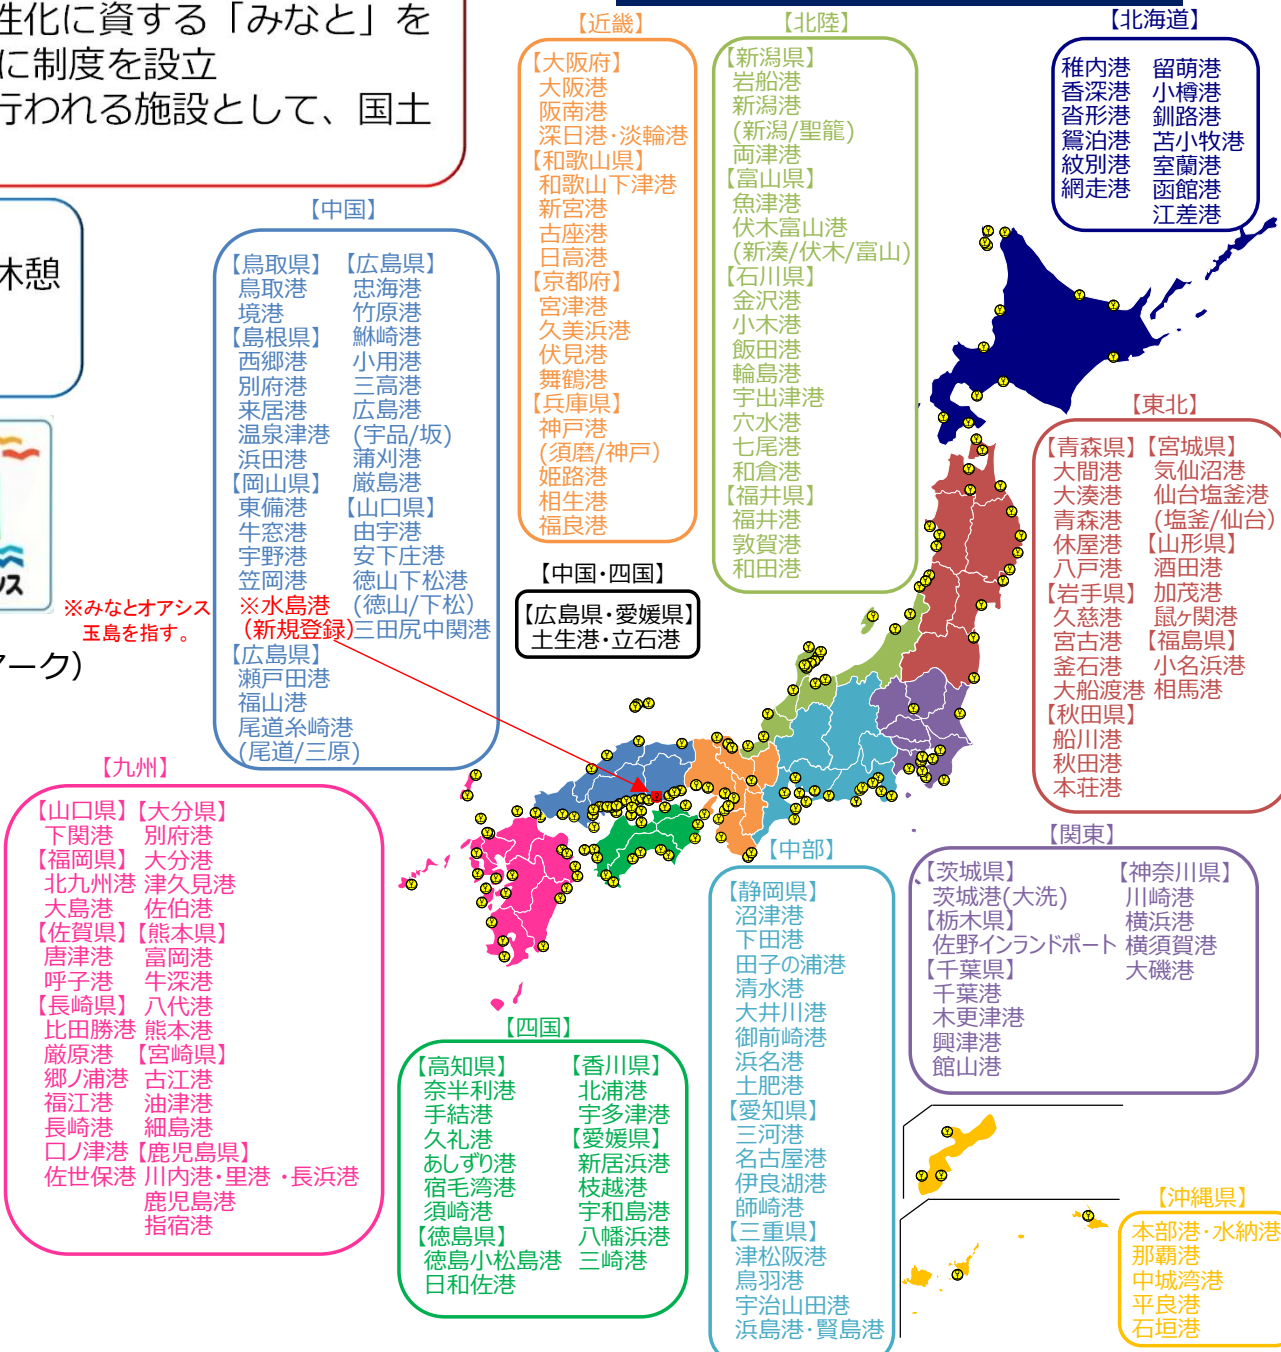 性化に資する「みなと」を
に制度を設立
行われる施設として、国土
休憩
ス
マーク）
※みなとオアシス
玉島を指す。
【中国】
【鳥取県】
鳥取港
境港
【島根県】
西郷港
別府港
来居港
温泉津港
浜田港
【岡山県】
東備港
牛窓港
宇野港
笠岡港
※水島港
(新規登録)
【広島県】
瀬戸田港
福山港
尾道糸崎港
(尾道/三原)
【広島県】
忠海港
竹原港
鮴崎港
小用港
三高港
広島港
(宇品/坂)
蒲刈港
厳島港
【山口県】
由宇港
安下庄港
徳山下松港
(徳山/下松)
三田尻中関港
【近畿】
【大阪府】
大阪港
阪南港
深日港・淡輪港
【和歌山県】
和歌山下津港
新宮港
古座港
日高港
【京都府】
宮津港
久美浜港
伏見港
舞鶴港
【兵庫県】
神戸港
(須磨/神戸)
姫路港
相生港
福良港
【中国・四国】
【広島県・愛媛県】
土生港・立石港
【北陸】
【新潟県】
岩船港
新潟港
(新潟/聖籠)
両津港
【富山県】
魚津港
伏木富山港
(新湊/伏木/富山)
【石川県】
金沢港
小木港
飯田港
輪島港
宇出津港
穴水港
七尾港
和倉港
【福井県】
福井港
敦賀港
和田港
【北海道】
稚内港
香深港
沓形港
鴛泊港
紋別港
網走港
留萌港
小樽港
釧路港
苫小牧港
室蘭港
函館港
江差港
【東北】
【青森県】
大間港
大湊港
青森港
休屋港
八戸港
【岩手県】
久慈港
宮古港
釜石港
大船渡港
【秋田県】
船川港
秋田港
本荘港
【宮城県】
気仙沼港
仙台塩釜港
(塩釜/仙台)
【山形県】
酒田港
加茂港
鼠ヶ関港
【福島県】
小名浜港
相馬港
【九州】
【山口県】
下関港
【福岡県】
北九州港
大島港
【佐賀県】
唐津港
呼子港
【長崎県】
比田勝港
厳原港
郷ノ浦港
福江港
長崎港
口ノ津港
佐世保港
【大分県】
別府港
大分港
津久見港
佐伯港
【熊本県】
富岡港
牛深港
八代港
熊本港
【宮崎県】
古江港
油津港
細島港
【鹿児島県】
川内港・里港・長浜港
鹿児島港
指宿港
【四国】
【高知県】
奈半利港
手結港
久礼港
あしずり港
宿毛湾港
須崎港
【徳島県】
徳島小松島港
日和佐港
【香川県】
北浦港
宇多津港
【愛媛県】
新居浜港
枝越港
宇和島港
八幡浜港
三崎港
【中部】
【静岡県】
沼津港
下田港
田子の浦港
清水港
大井川港
御前崎港
浜名港
土肥港
【愛知県】
三河港
名古屋港
伊良湖港
師崎港
【三重県】
津松阪港
鳥羽港
宇治山田港
浜島港・賢島港
【関東】
【茨城県】
茨城港(大洗)
【栃木県】
佐野インランドポート
【千葉県】
千葉港
木更津港
興津港
館山港
【神奈川県】
川崎港
横浜港
横須賀港
大磯港
【沖縄県】
本部港・水納港
那覇港
中城湾港
平良港
石垣港